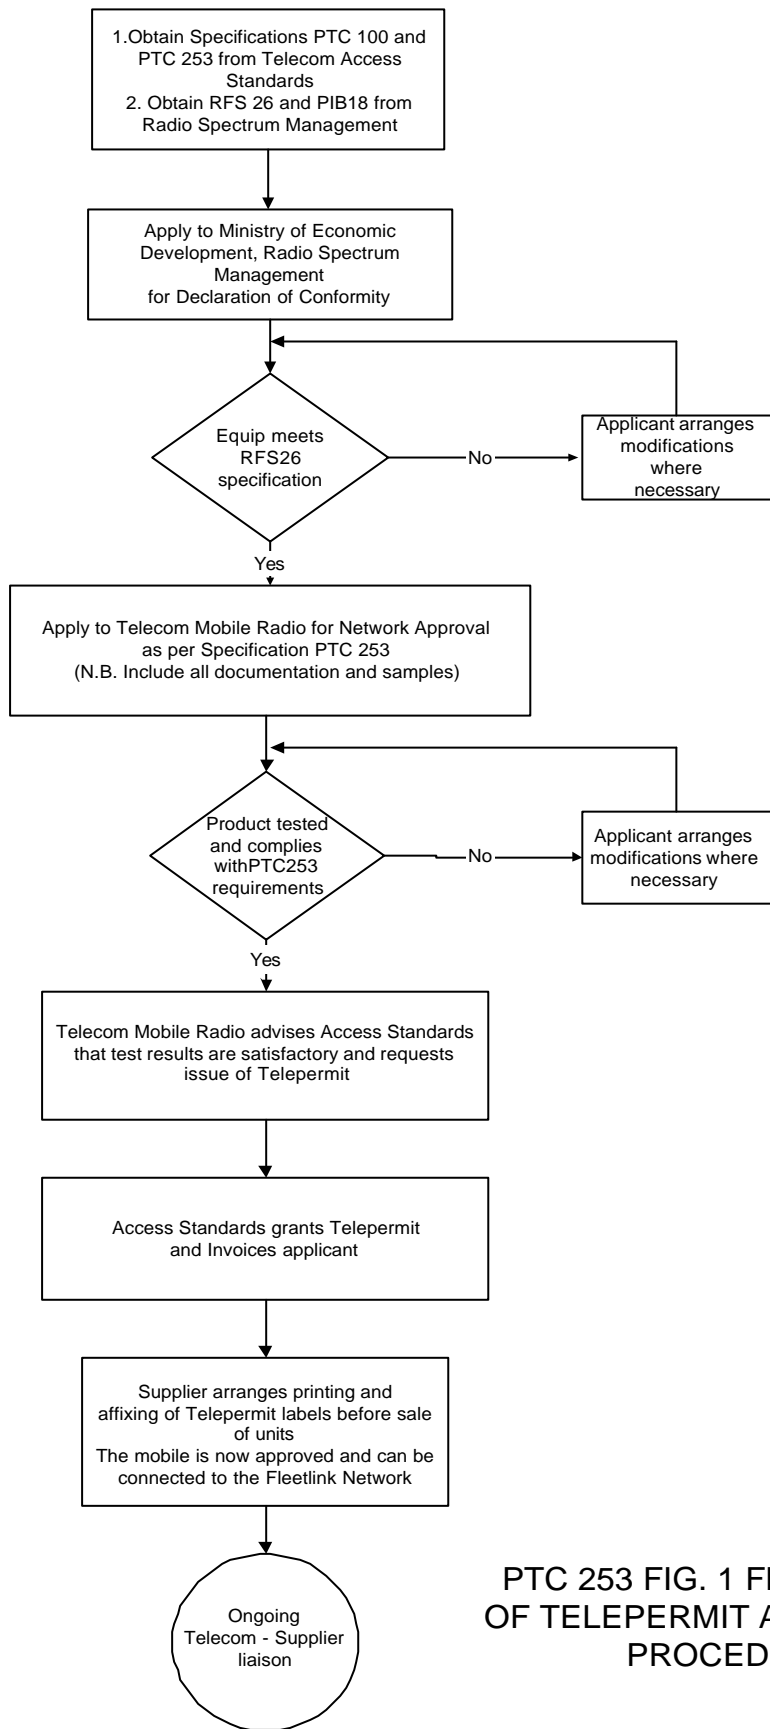 1.Obtain Specifications PTC 100 and
PTC 253 from Telecom Access
Standards
2. Obtain RFS 26 and PIB18 from
Radio Spectrum Management
Apply to Ministry of Economic
Development, Radio Spectrum
Management
for Declaration of Conformity
Equip meets
RFS26
specification
No
Applicant arranges
modifications
where
necessary
Yes
Apply to Telecom Mobile Radio for Network Approval
as per Specification PTC 253
(N.B. Include all documentation and samples)
Product tested
and complies
withPTC253
requirements
No
Applicant arranges
modifications where
necessary
Yes
Telecom Mobile Radio advises Access Standards
that test results are satisfactory and requests
issue of Telepermit
Access Standards grants Telepermit
and Invoices applicant
Supplier arranges printing and
affixing of Telepermit labels before sale
of units
The mobile is now approved and can be
connected to the Fleetlink Network
Ongoing
Telecom - Supplier
liaison
PTC 253 FIG. 1
OF TELEPERMIT
PROCED